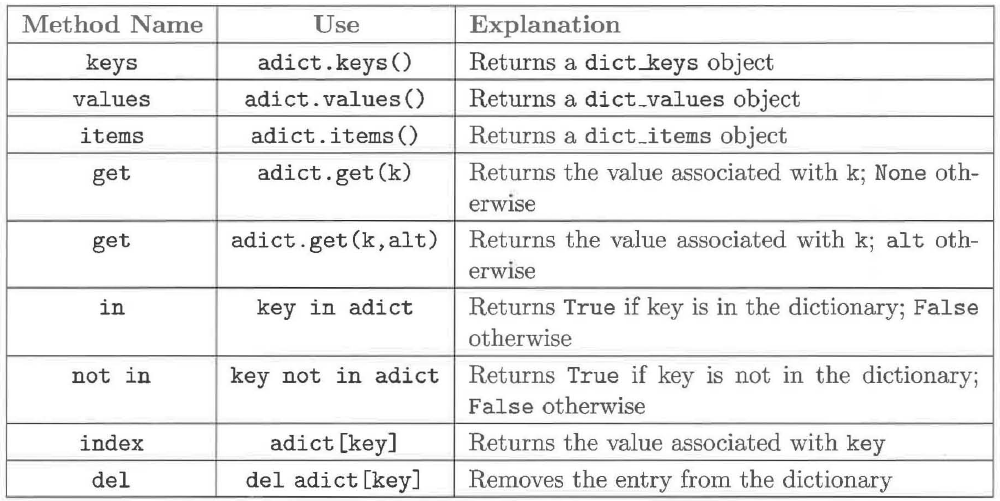 Method Name Use Explanation
keys adict.keys() Returns a dict_keys object
values adict.values() Returns a dict_values object
items adict.items() Returns a dict_items object
get adict.get(k) Returns the value associated with k; None oth-
erwise
get adict.get(k,alt) Returns the value associated with k; alt oth-
erwise
in key in adict Returns True if key is in the dictionary; False
otherwise
not in key not in adict Returns True if key is not in the dictionary;
False otherwise
index adict[key] Returns the value associated with key
del del adict[key] Removes the entry from the dictionary